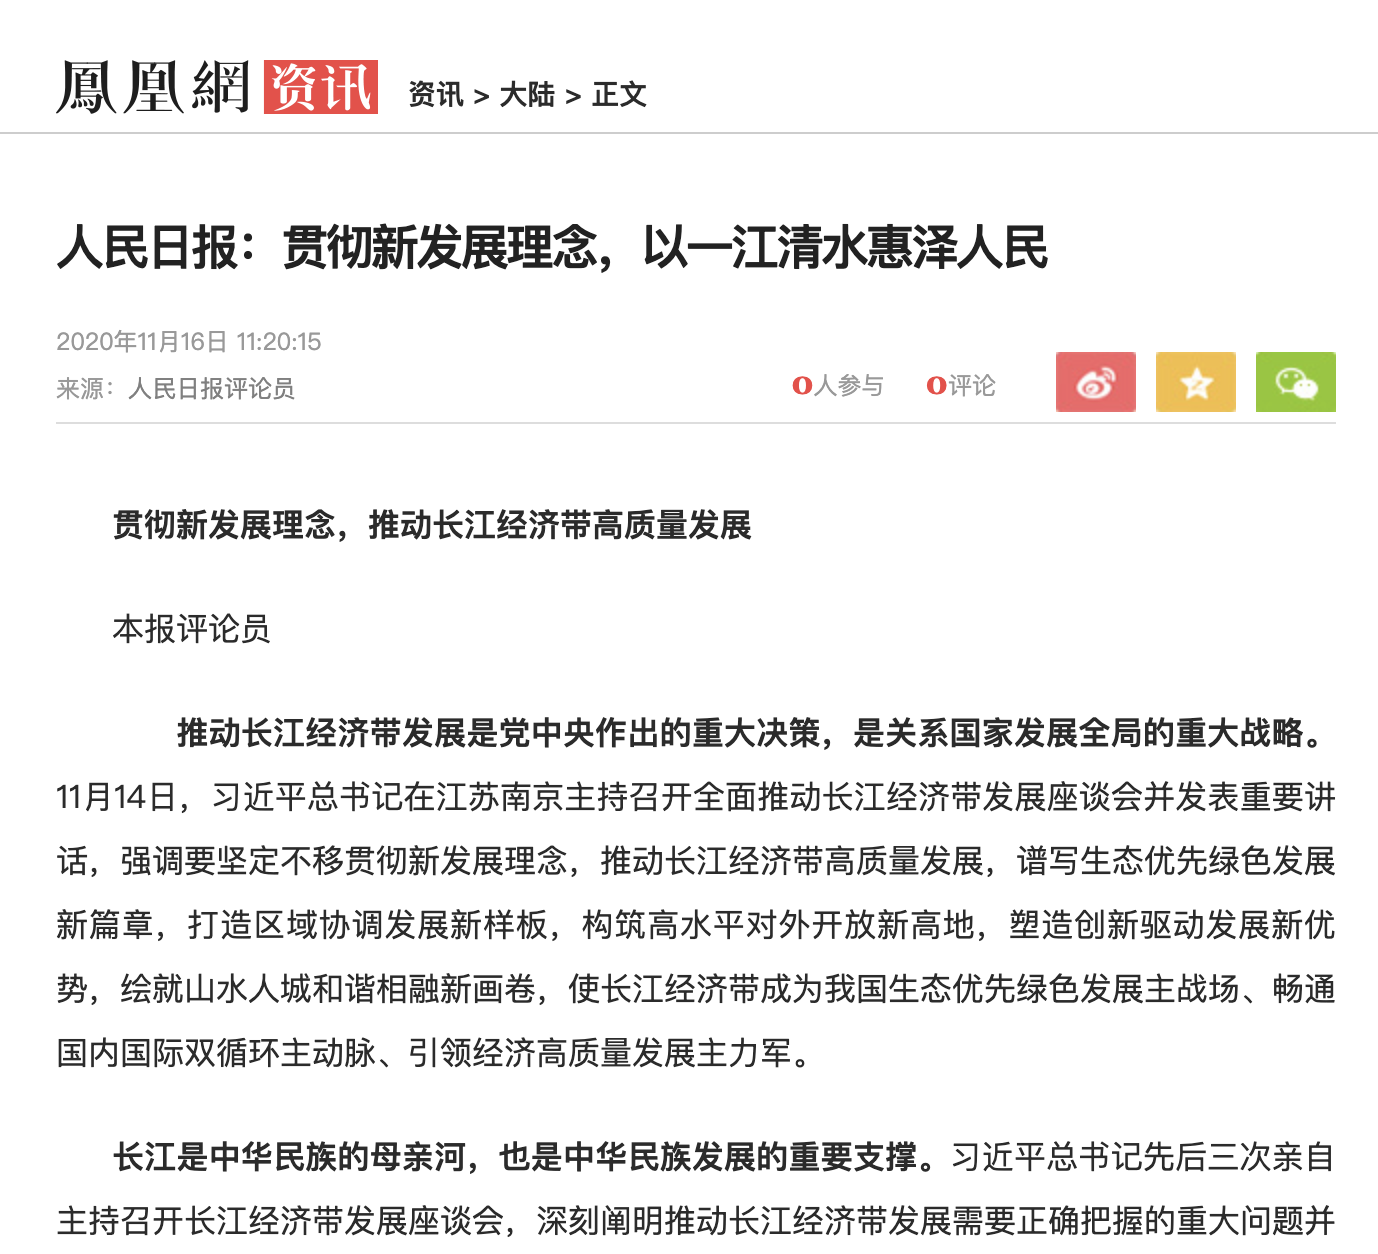 鳳凰網 资讯 资讯 > 大陆 > 正文
人民日报：贯彻新发展理念，以一江清水惠泽人民
2020年11月16日 11:20:15
来源：人民日报评论员 0人参与 0评论
贯彻新发展理念，推动长江经济带高质量发展
本报评论员
推动长江经济带发展是党中央作出的重大决策，是关系国家发展全局的重大战略。
11月14日，习近平总书记在江苏南京主持召开全面推动长江经济带发展座谈会并发表重要讲
话，强调要坚定不移贯彻新发展理念，推动长江经济带高质量发展，谱写生态优先绿色发展
新篇章，打造区域协调发展新样板，构筑高水平对外开放新高地，塑造创新驱动发展新优
势，绘就山水人城和谐相融新画卷，使长江经济带成为我国生态优先绿色发展主战场、畅通
国内国际双循环主动脉、引领经济高质量发展主力军。
长江是中华民族的母亲河，也是中华民族发展的重要支撑。习近平总书记先后三次亲自
主持召开长江经济带发展座谈会，深刻阐明推动长江经济带发展需要正确把握的重大问题并